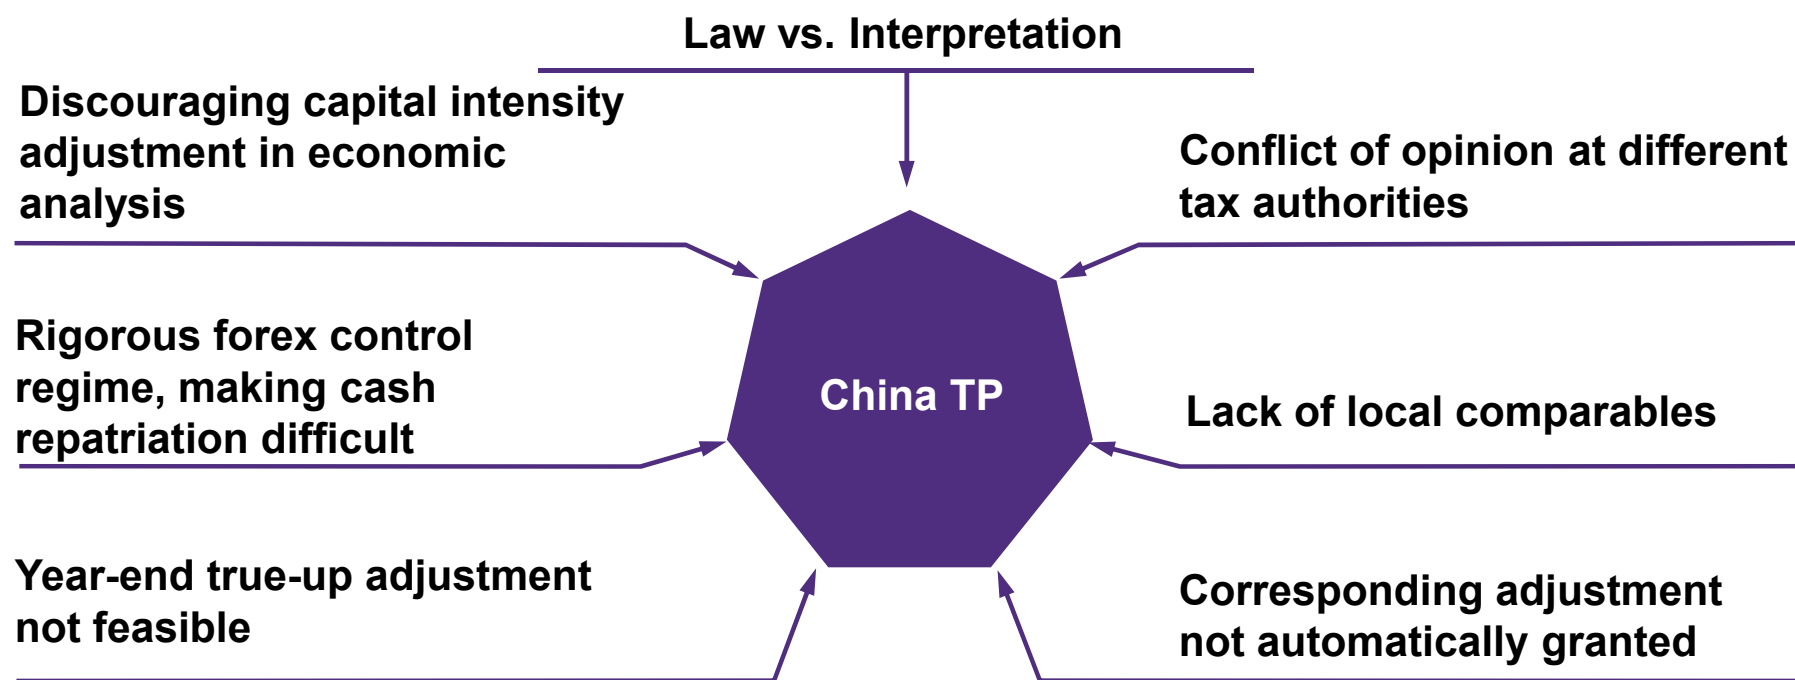 Law vs. Interpretation
Discouraging capital intensity
adjustment in economic
analysis
Conflict of opinion at different
tax authorities
Rigorous forex control
regime, making cash
repatriation difficult
China TP
Lack of local comparables
Year-end true-up adjustment
not feasible
Corresponding adjustment
not automatically granted